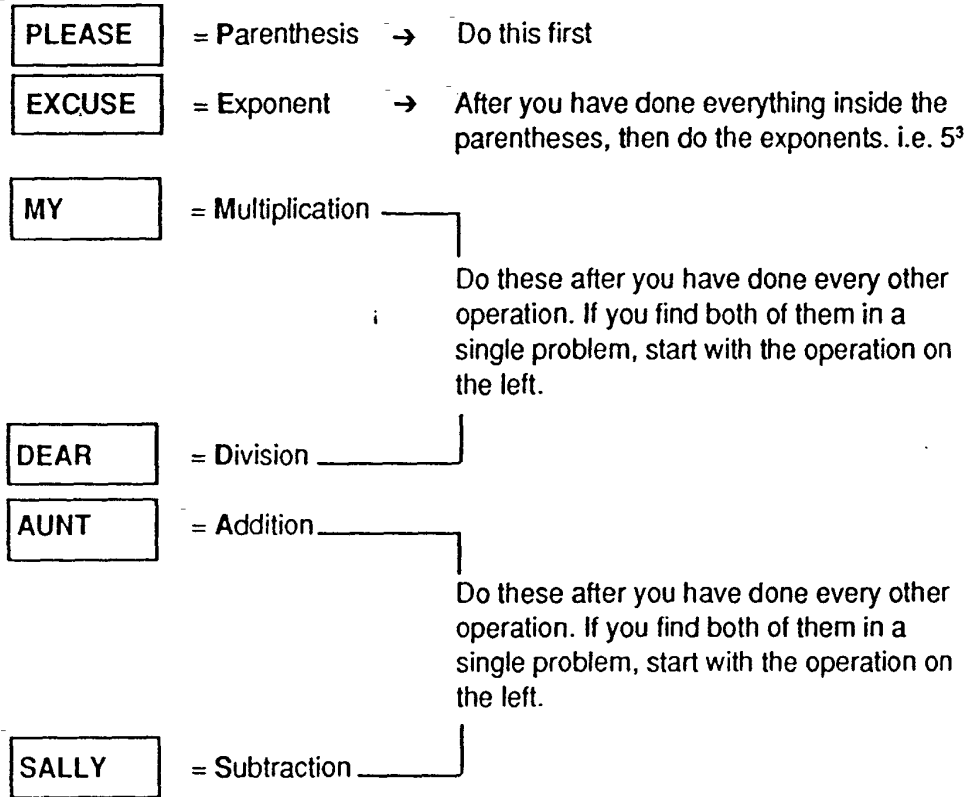 PLEASE = Parenthesis → Do this first
EXCUSE = Exponent → After you have done everything inside the
parentheses, then do the exponents. i.e. 5³
MY = Multiplication
Do these after you have done every other
operation. If you find both of them in a
single problem, start with the operation on
the left.
DEAR = Division
AUNT = Addition
Do these after you have done every other
operation. If you find both of them in a
single problem, start with the operation on
the left.
SALLY = Subtraction